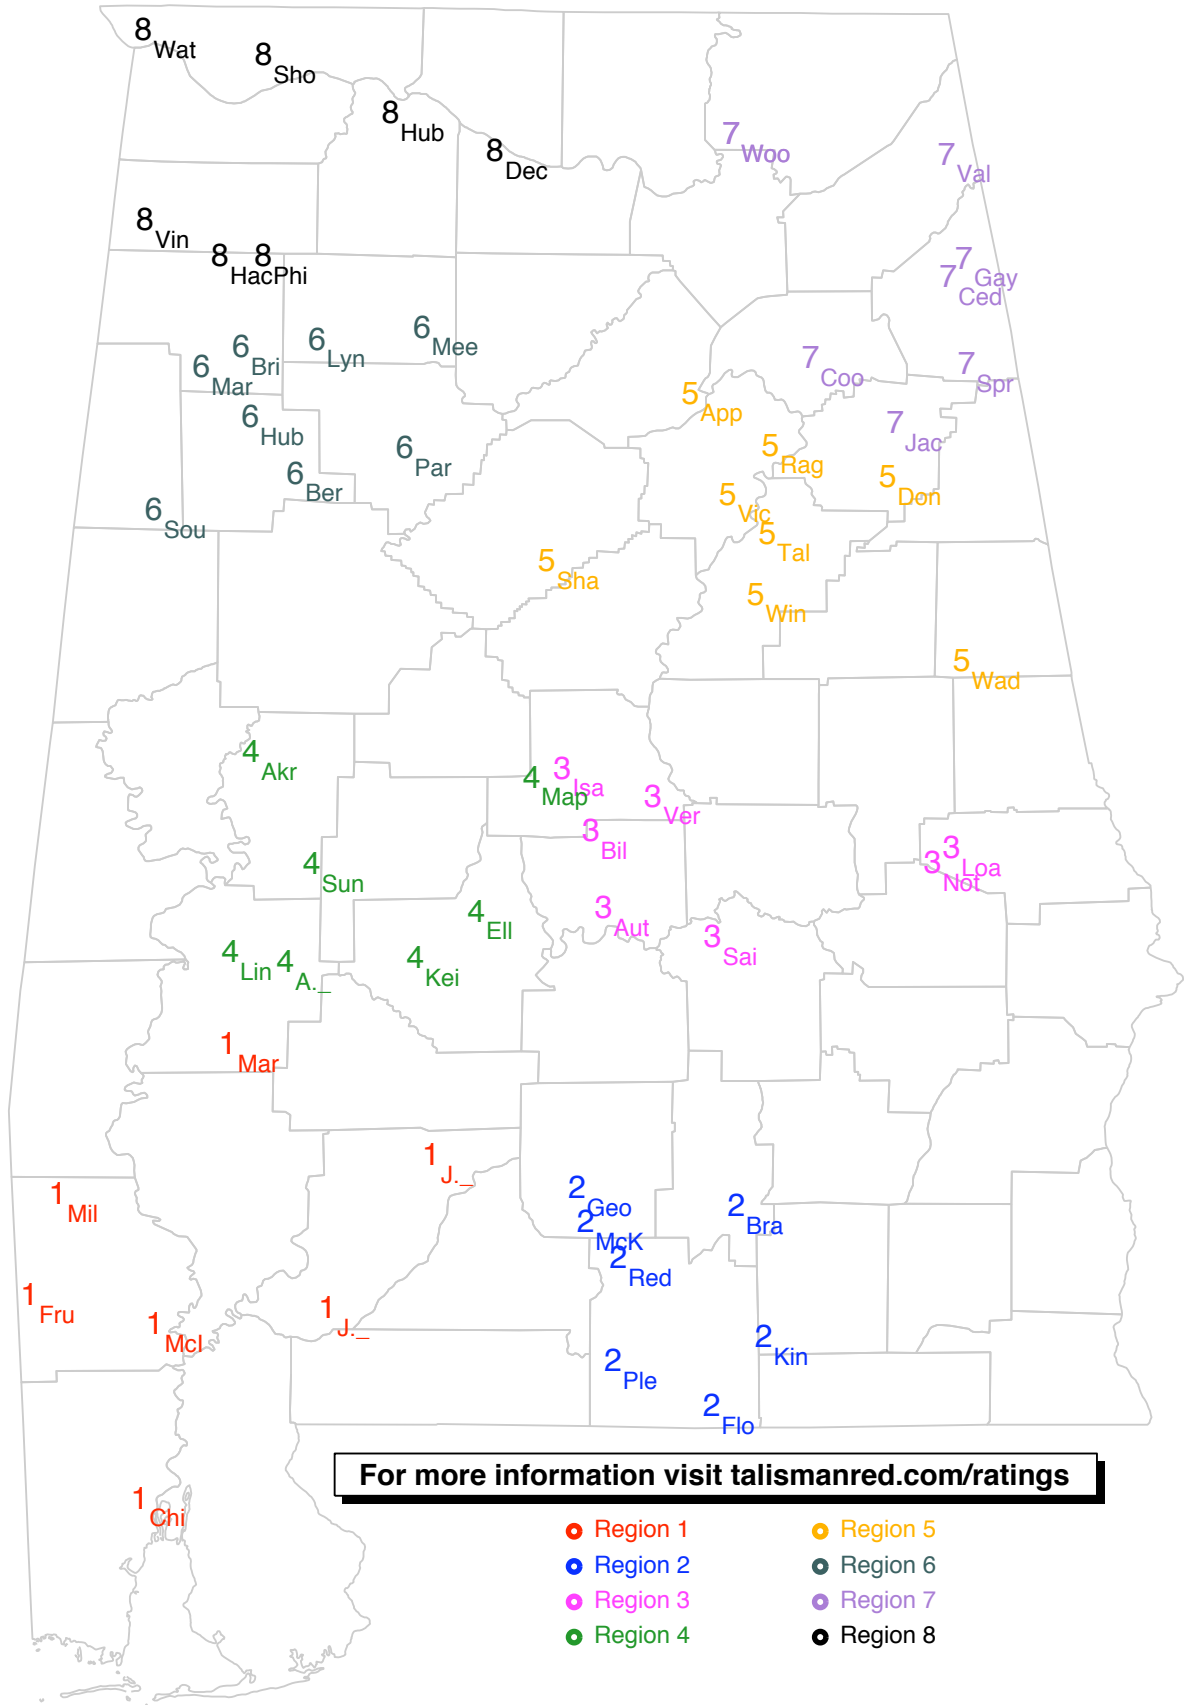 8 Wat
8 Sho
8 Hub
7 Woo
8 Dec
7 Val
8 Vin
8 Hac
8 Phi
7 Gay
7 Ced
6 Mee
6 Lyn
6 Bri
6 Mar
7 Coo
7 Spr
5 App
6 Hub
7 Jac
5 Rag
6 Par
6 Ber
5 Don
5 Vic
6 Sou
5 Tal
5 Sha
5 Win
5 Wad
4 Akr
3 Isa
4 Map
3 Ver
3 Bil
3 Loa
3 Not
4 Sun
3 Aut
4 Ell
3 Sai
4 Lin
4 A._
4 Kei
1 Mar
1 J._
1 Mil
2 Geo
2 Bra
2 McK
2 Red
1 Fru
1 J._
1 McI
2 Kin
2 Ple
2 Flo
For more information visit talismanred.com/ratings
1 Chi
Region 1
Region 2
Region 3
Region 4
Region 5
Region 6
Region 7
Region 8